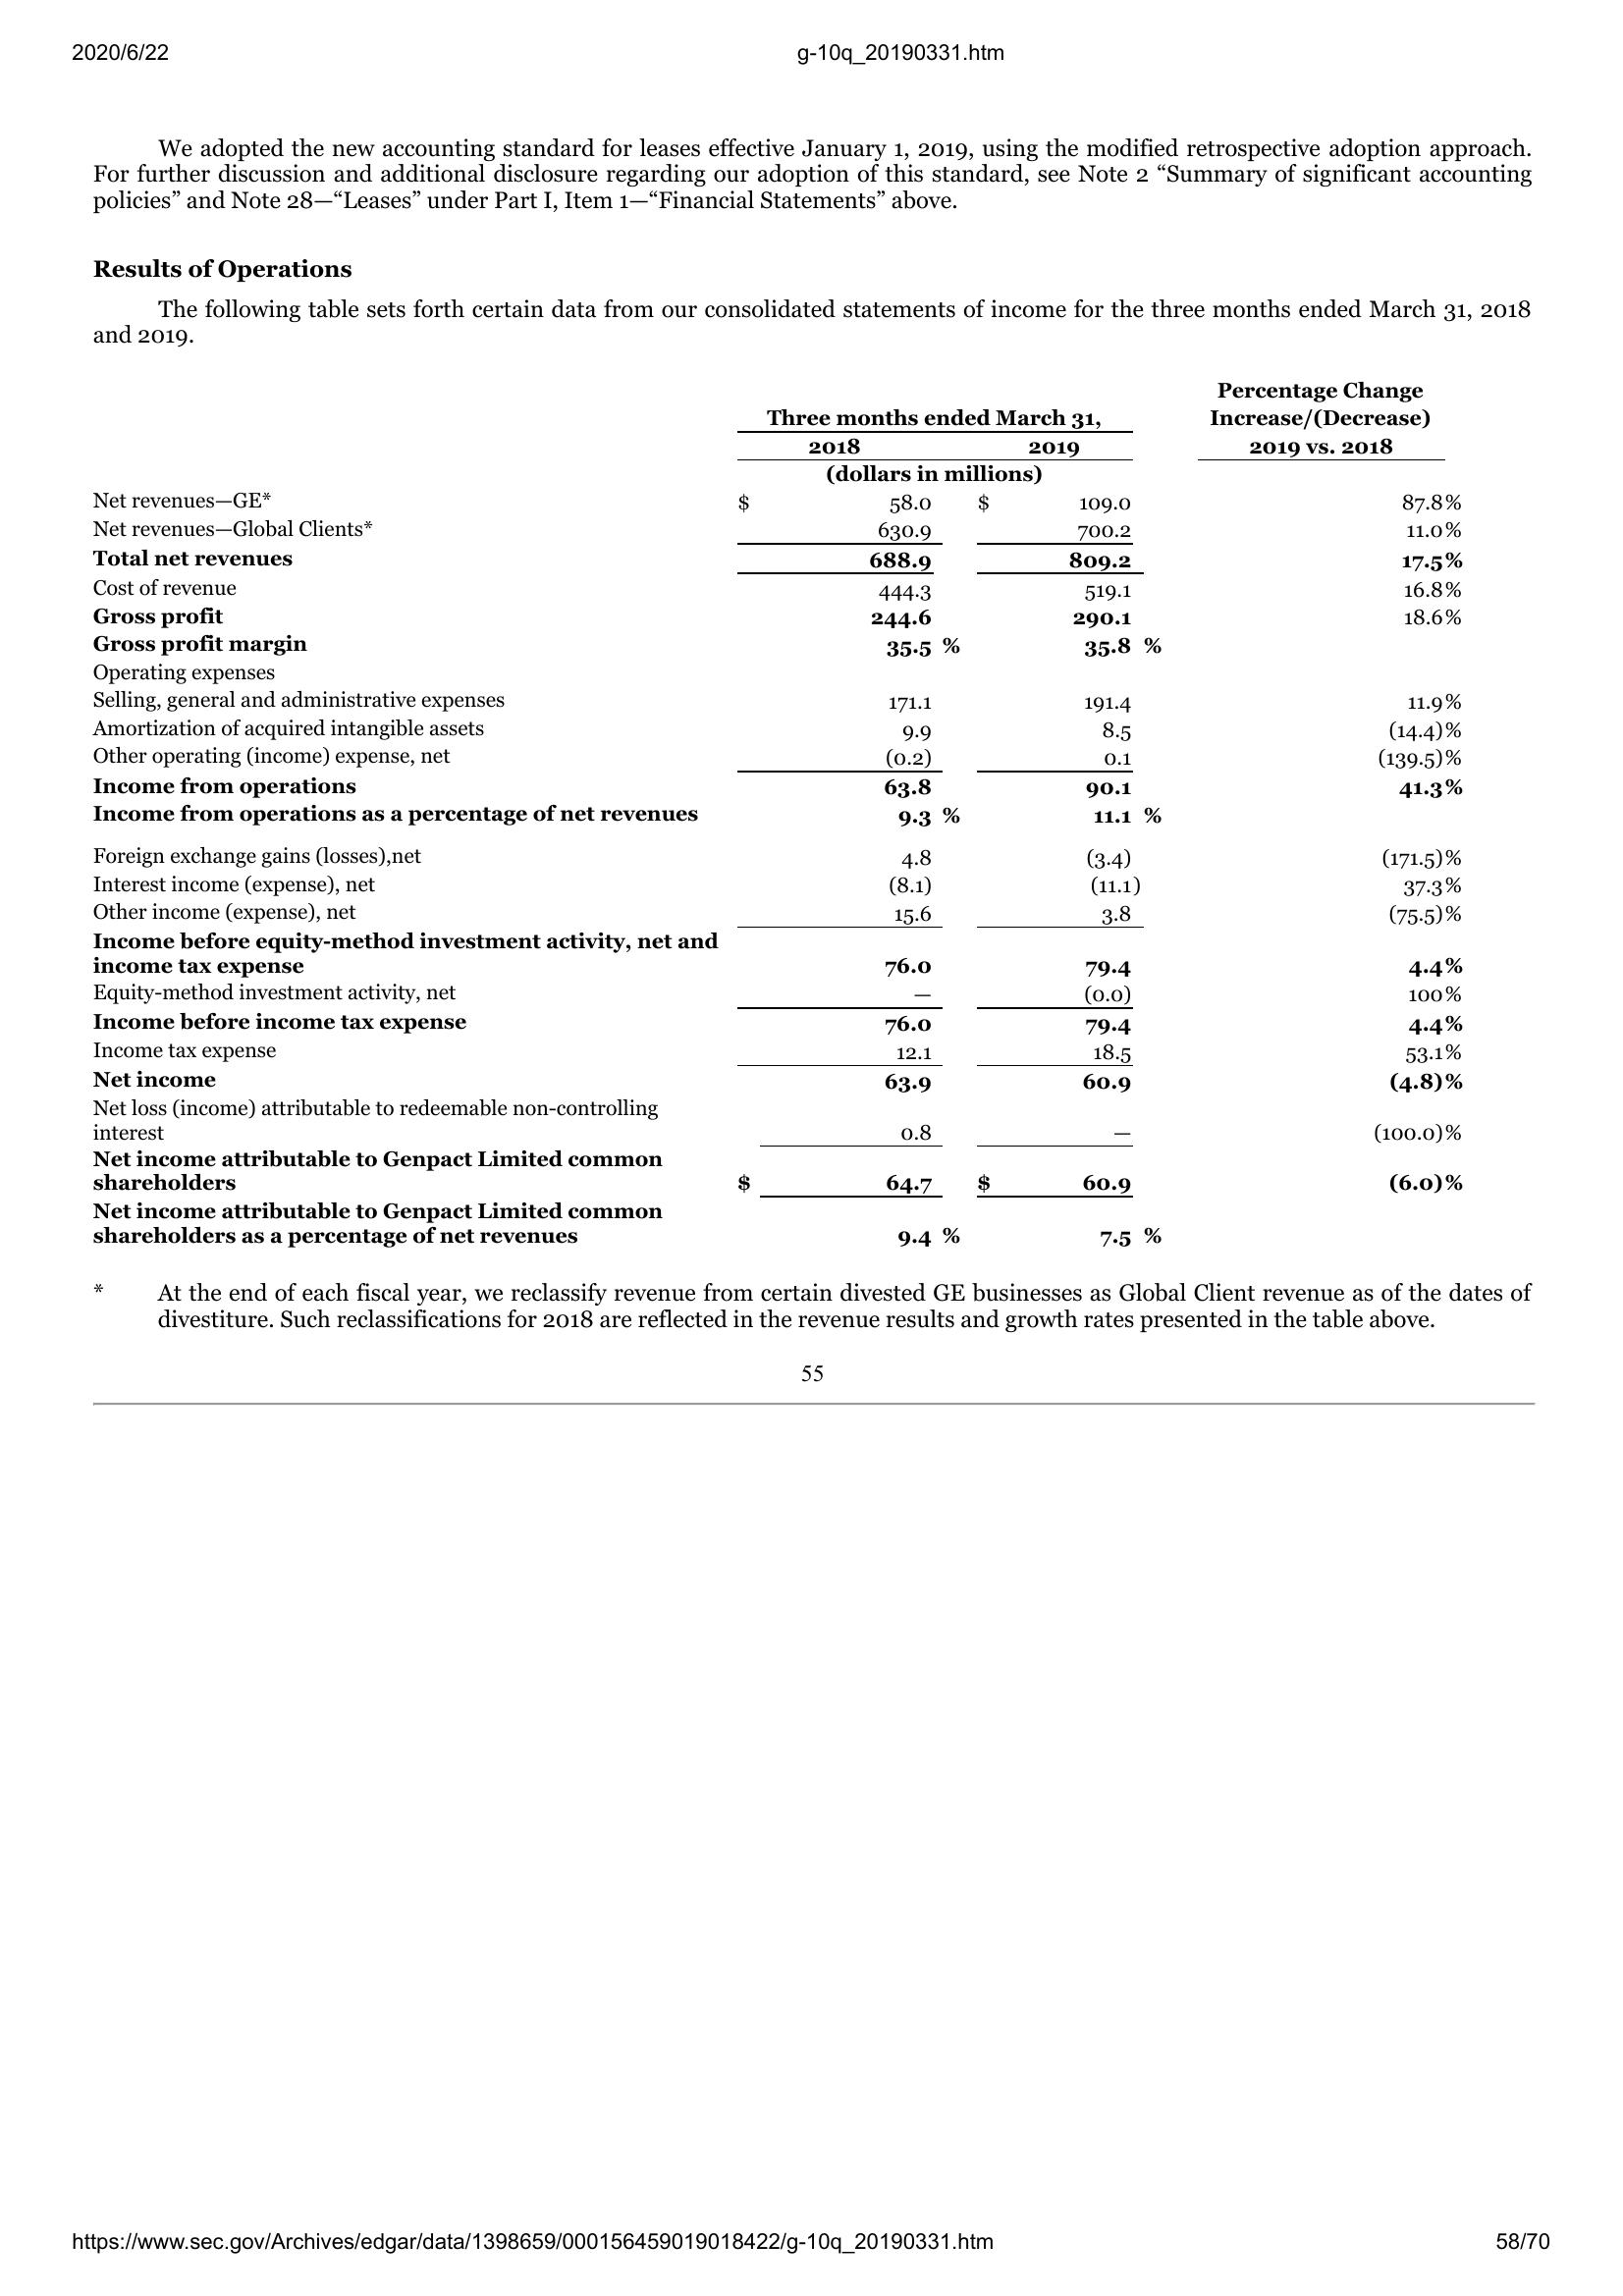 2020/6/22 g-10q_20190331.htm
We adopted the new accounting standard for leases effective January 1, 2019, using the modified retrospective adoption approach.
For further discussion and additional disclosure regarding our adoption of this standard, see Note 2 “Summary of significant accounting
policies” and Note 28—“Leases” under Part I, Item 1—“Financial Statements” above.
Results of Operations
The following table sets forth certain data from our consolidated statements of income for the three months ended March 31, 2018
and 2019.
Percentage Change
Three months ended March 31, Increase/(Decrease)
2018 2019 2019 vs. 2018
(dollars in millions)
Net revenues—GE* $ 58.0 $ 109.0 87.8%
Net revenues—Global Clients* 630.9 700.2 11.0%
Total net revenues 688.9 809.2 17.5%
Cost of revenue 444.3 519.1 16.8%
Gross profit 244.6 290.1 18.6%
Gross profit margin 35.5 % 35.8 %
Operating expenses
Selling, general and administrative expenses 171.1 191.4 11.9%
Amortization of acquired intangible assets 9.9 8.5 (14.4)%
Other operating (income) expense, net (0.2) 0.1 (139.5)%
Income from operations 63.8 90.1 41.3%
Income from operations as a percentage of net revenues 9.3 % 11.1 %
Foreign exchange gains (losses),net 4.8 (3.4) (171.5)%
Interest income (expense), net (8.1) (11.1) 37.3%
Other income (expense), net 15.6 3.8 (75.5)%
Income before equity-method investment activity, net and
income tax expense 76.0 79.4 4.4%
Equity-method investment activity, net — (0.0) 100%
Income before income tax expense 76.0 79.4 4.4%
Income tax expense 12.1 18.5 53.1%
Net income 63.9 60.9 (4.8)%
Net loss (income) attributable to redeemable non-controlling
interest 0.8 — (100.0)%
Net income attributable to Genpact Limited common
shareholders $ 64.7 $ 60.9 (6.0)%
Net income attributable to Genpact Limited common
shareholders as a percentage of net revenues 9.4 % 7.5 %
* At the end of each fiscal year, we reclassify revenue from certain divested GE businesses as Global Client revenue as of the dates of
divestiture. Such reclassifications for 2018 are reflected in the revenue results and growth rates presented in the table above.
55
https://www.sec.gov/Archives/edgar/data/1398659/000156459019018422/g-10q_20190331.htm 58/70